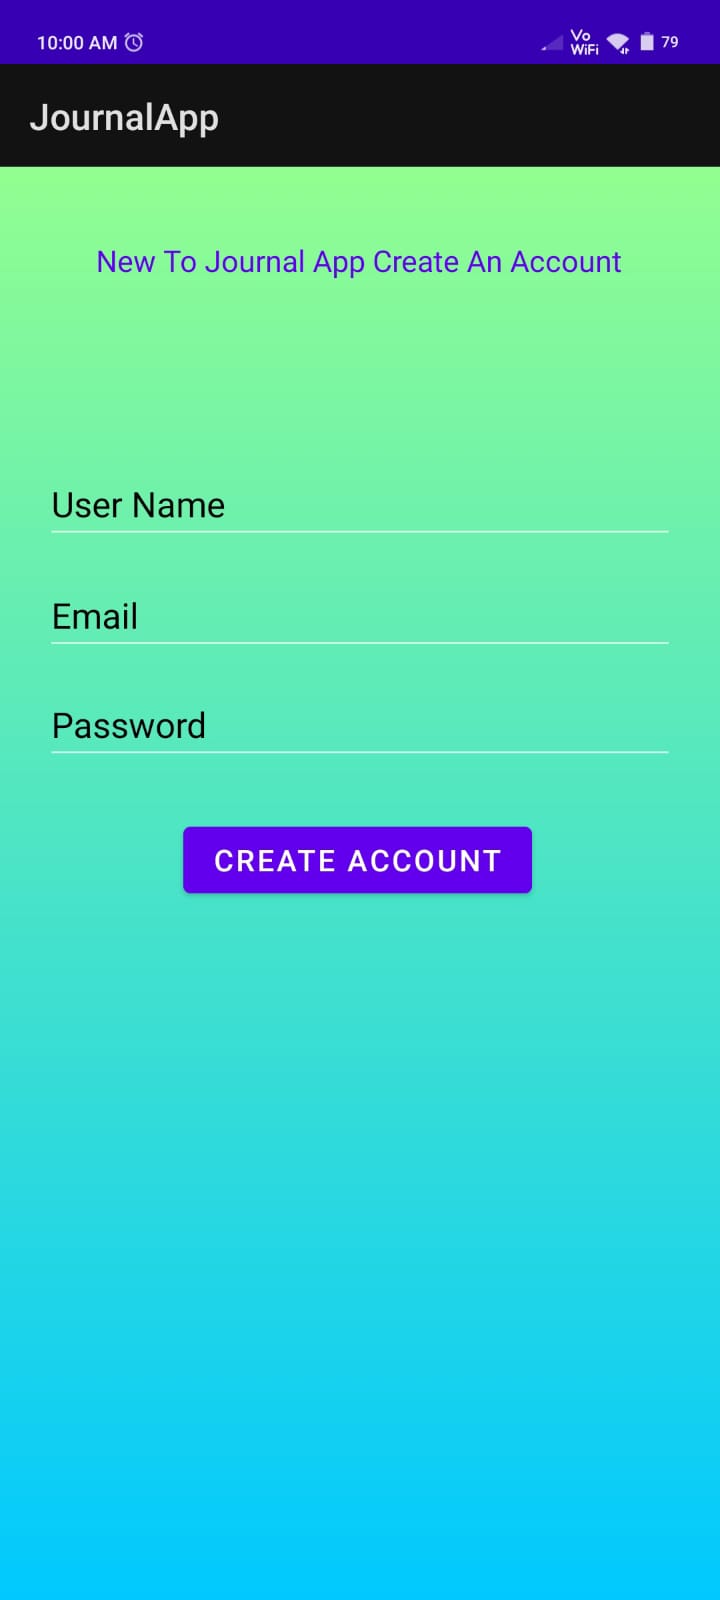 10:00 AM
Vo
WiFi
79
JournalApp
New To Journal App Create An Account
User Name
Email
Password
CREATE ACCOUNT